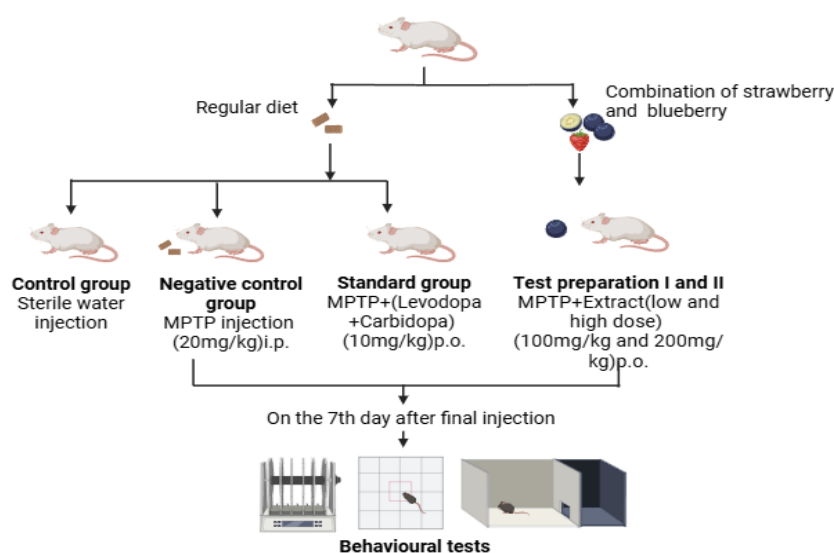 Regular diet
Combination of strawberry
and blueberry
Control group
Sterile water
injection
Negative control
group
MPTP injection
(20mg/kg)i.p.
Standard group
MPTP+(Levodopa
+Carbidopa)
(10mg/kg)p.o.
Test preparation I and II
MPTP+Extract(low and
high dose)
(100mg/kg and 200mg/
kg)p.o.
On the 7th day after final injection
Behavioural tests